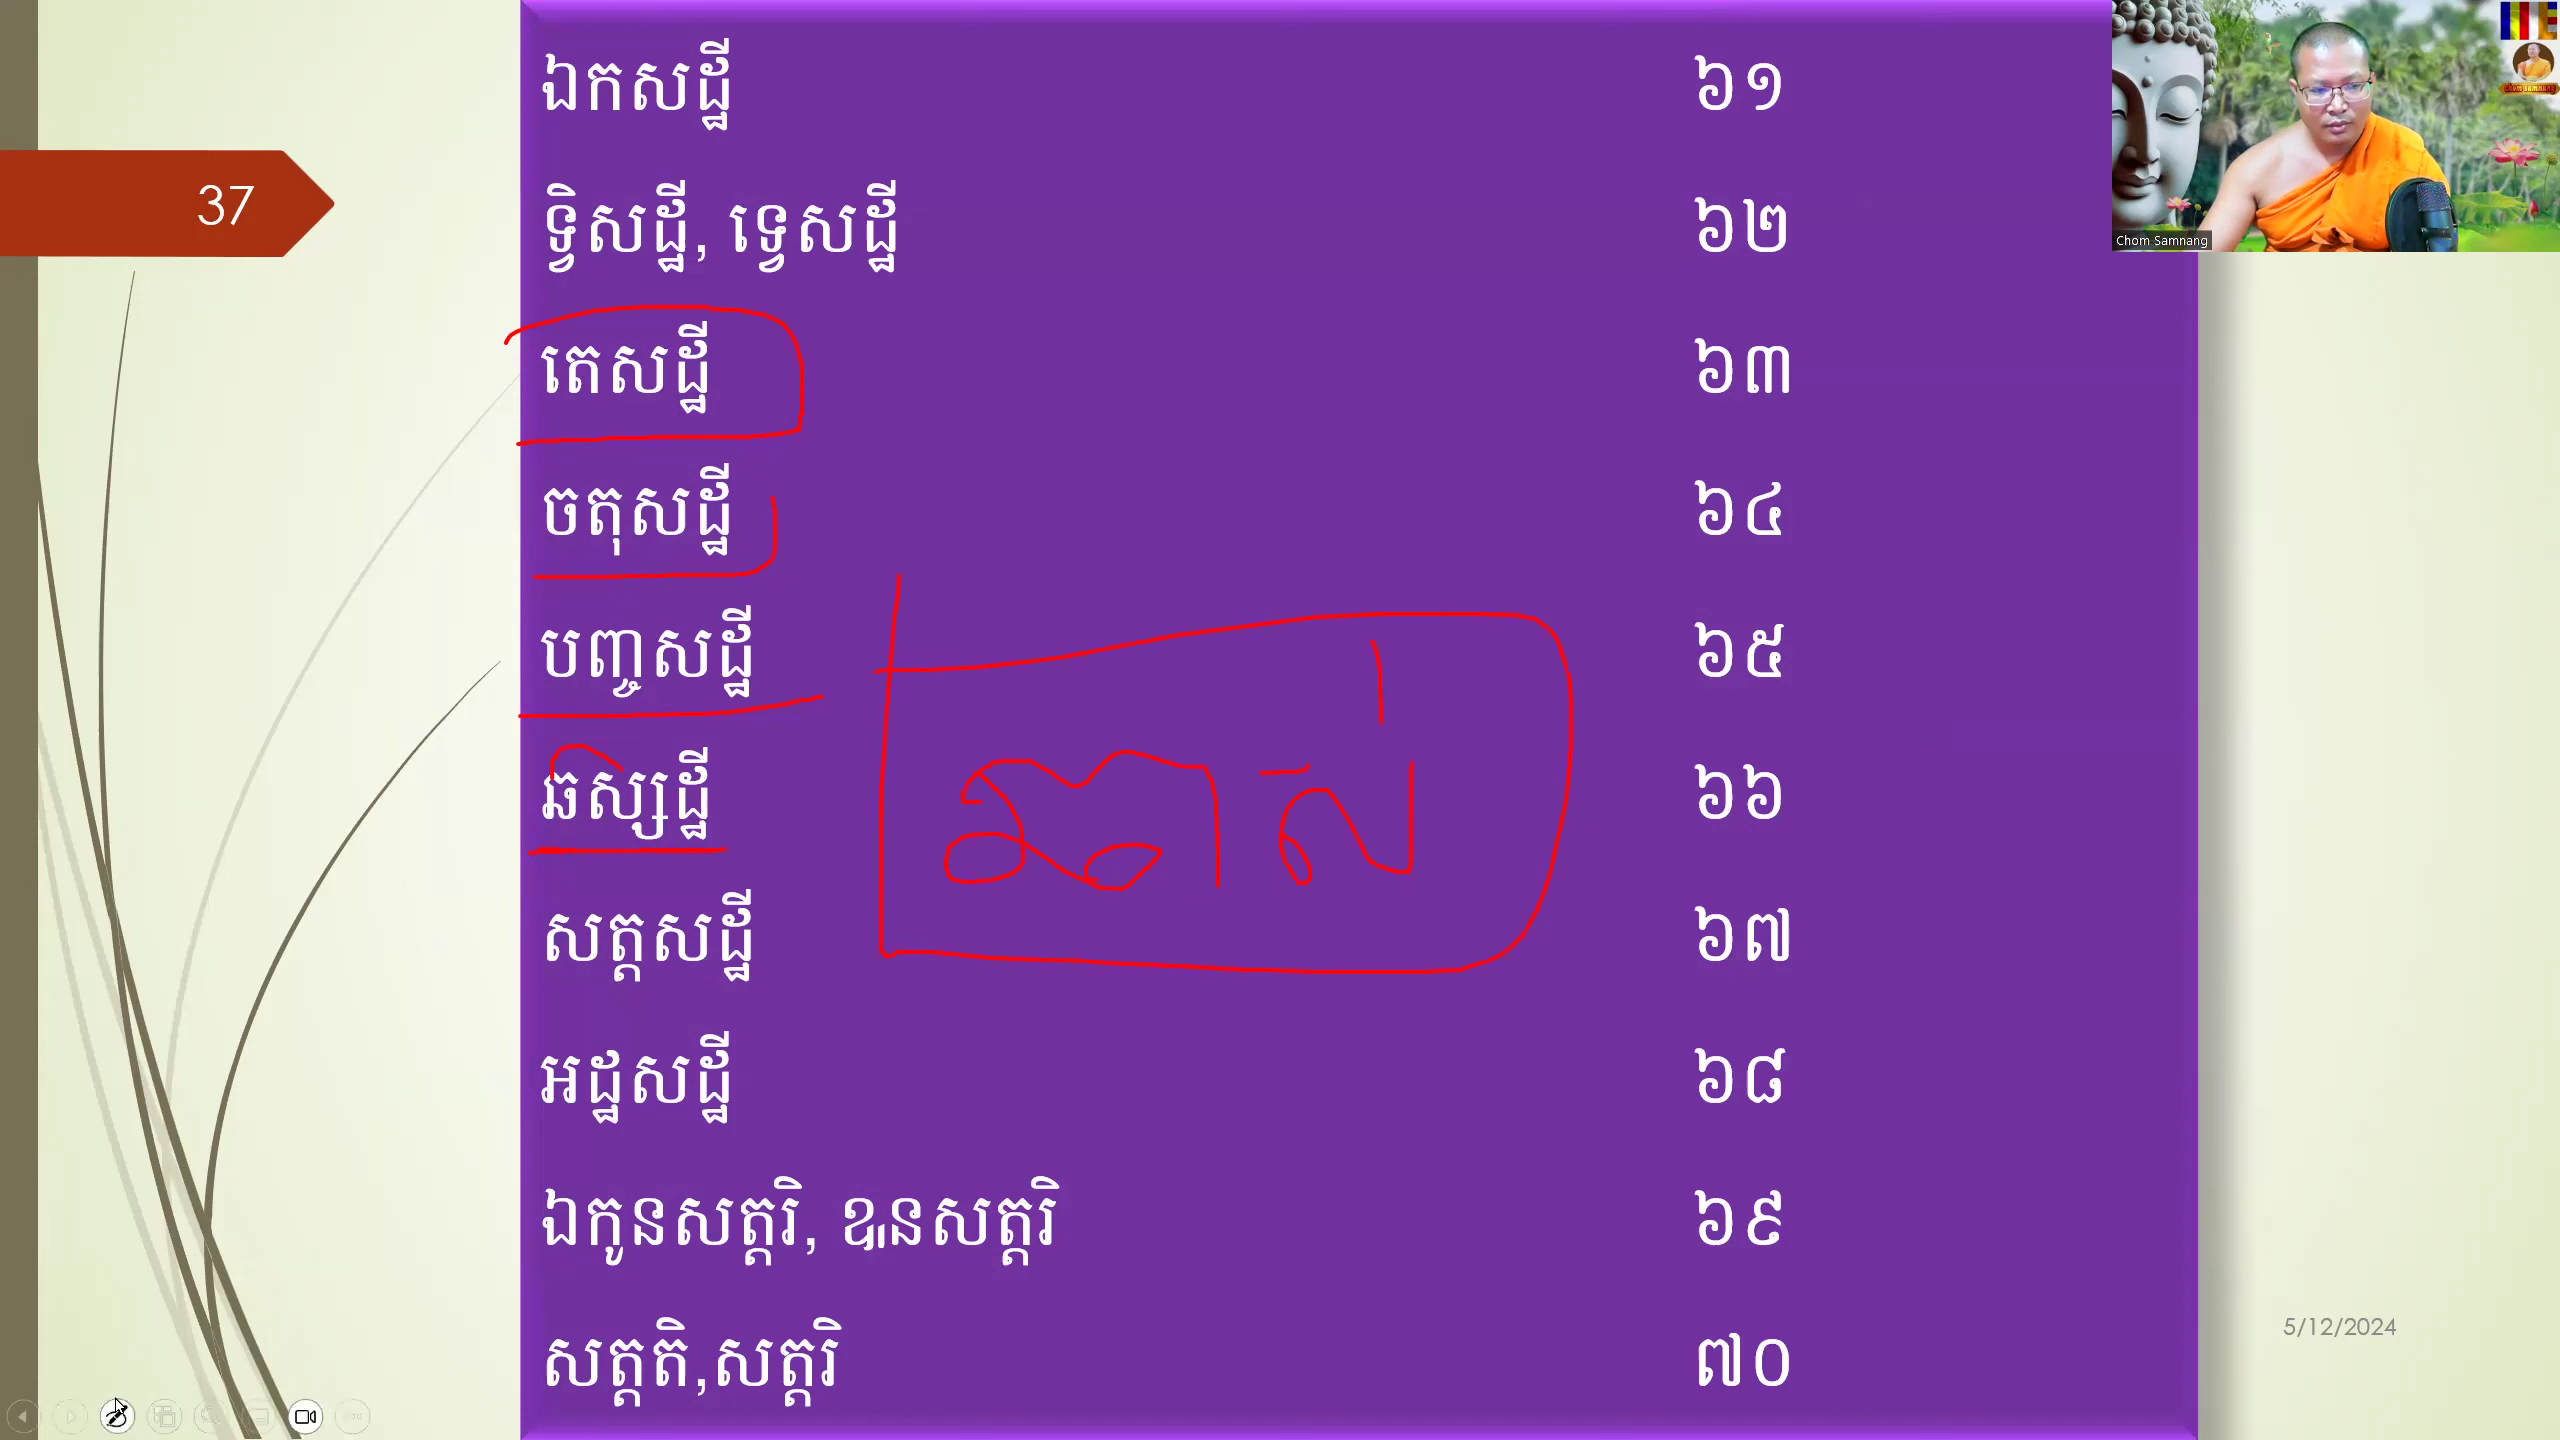 ឯកសដ្ឋី ៦១
37
ទ្វិសដ្ឋី, ទ្វេសដ្ឋី ៦២
Chom Samnang
តេសដ្ឋី ៦៣
ចតុសដ្ឋី ៦៤
បញ្ចសដ្ឋី ៦៥
ឆស្សដ្ឋី ៦៦
សត្តសដ្ឋី ៦៧
អដ្ឋសដ្ឋី ៦៨
ឯកូនសត្តរិ, ឩនសត្តរិ ៦៩
5/12/2024
សត្តតិ,សត្តរិ ៧០